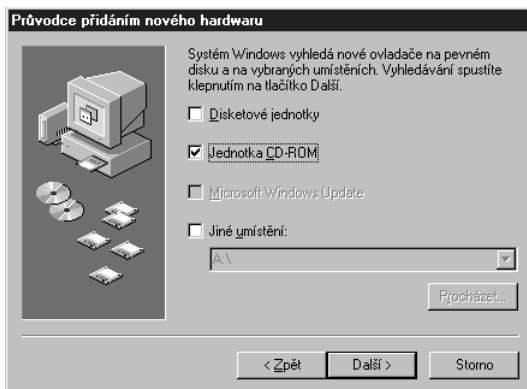 Průvodce přidáním nového hardwaru
Systém Windows vyhledá nové ovladače na pevném
disku a na vybraných umístěních. Vyhledávání spustíte
klepnutím na tlačítko Další.
Disketové jednotky
Jednotka CD-ROM
Microsoft Windows Update
Jiné umístění:
A:\
Procházet...
< Zpět
Další >
Storno